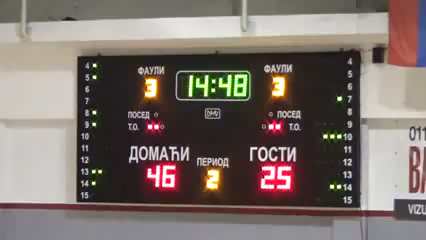 ФАУЛИ 14:48 ФАУЛИ
3 3
ПОСЕД ПОСЕД
Т.О. Т.О.
ДОМАЋИ ПЕРИОД ГОСТИ
46 2 25
4 4
5 5
6 6
7 7
8 8
9 9
10 10
11 11
12 12
13 13
14 14
15 15
011
VIZU